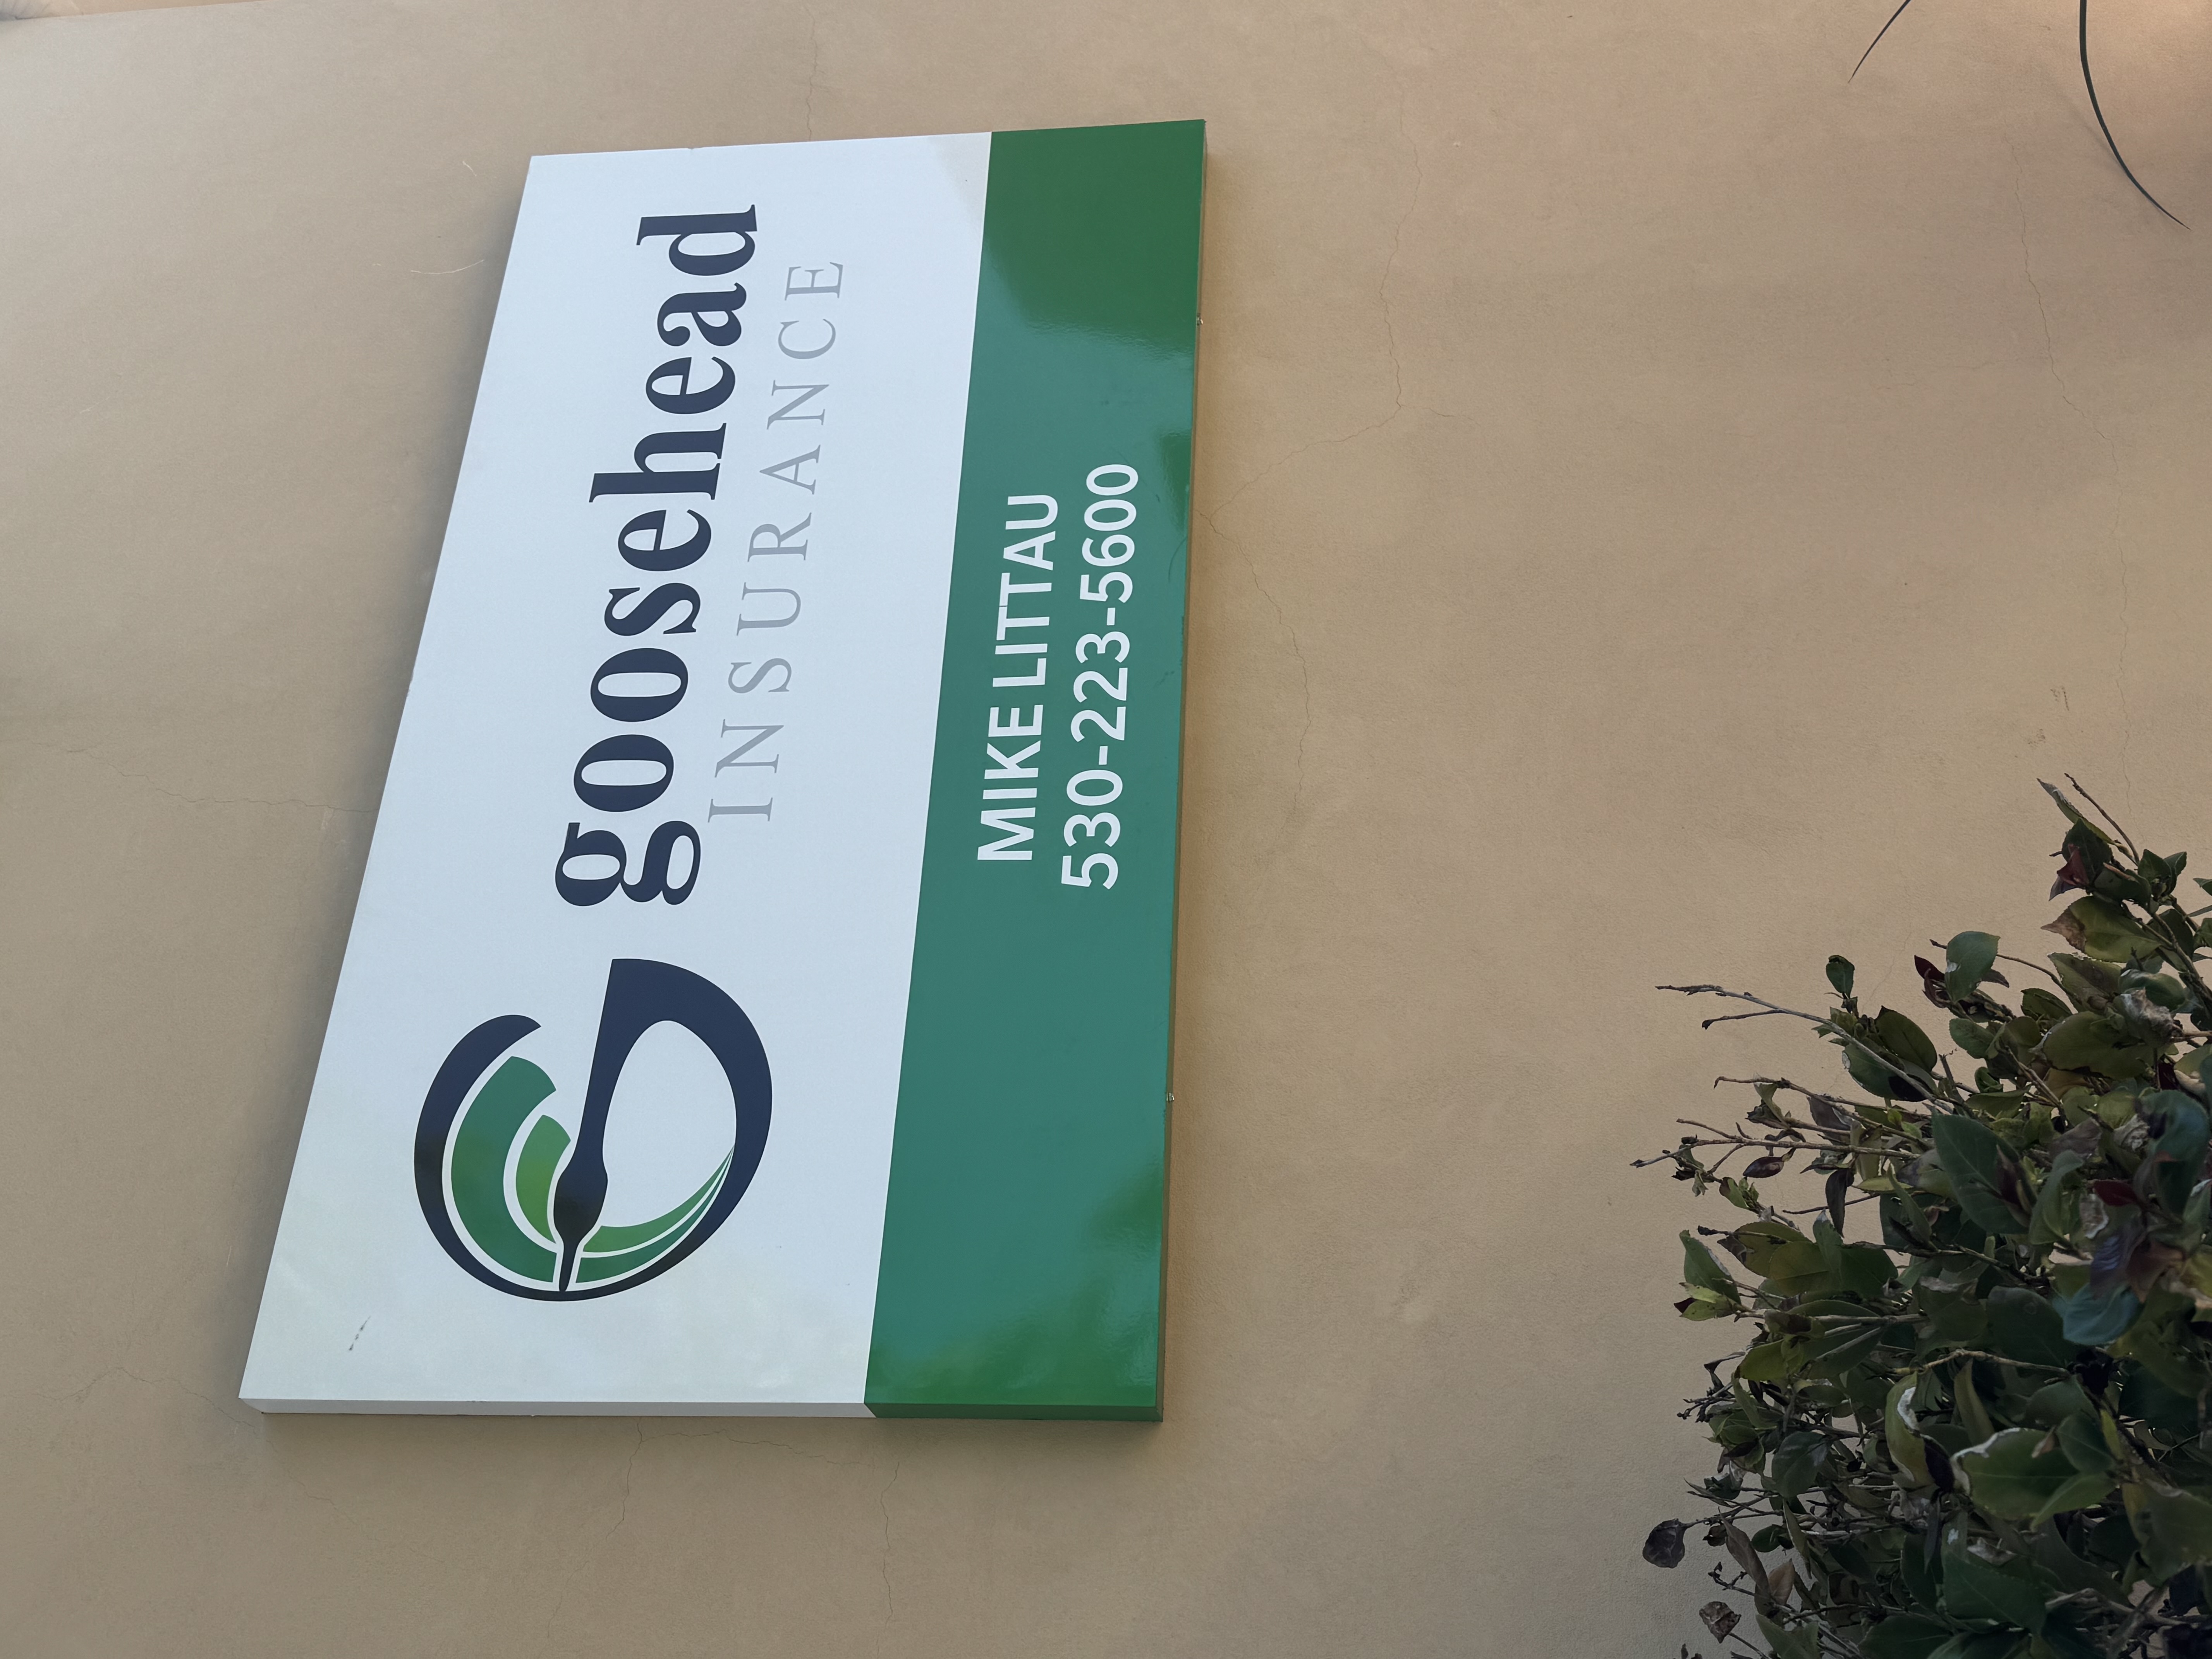 goosehead
INSURANCE
MIKE LITTAU
530-223-5600